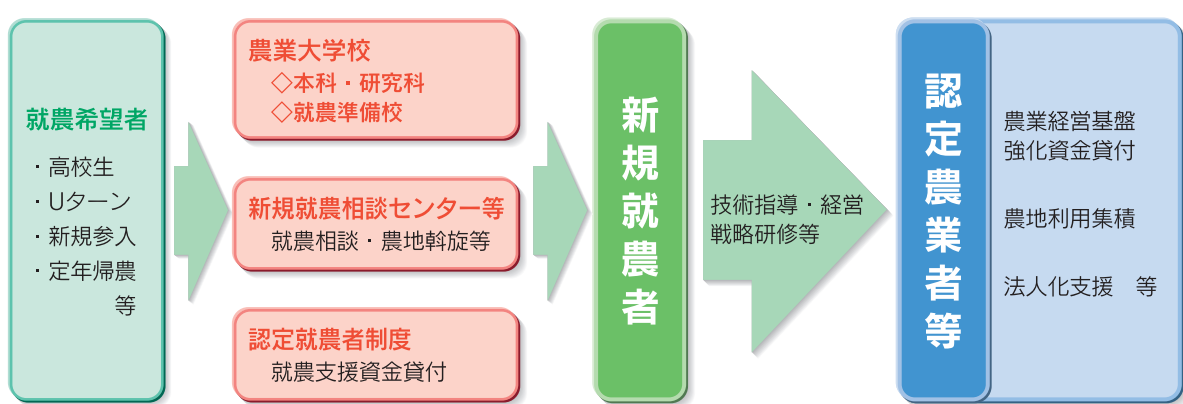 就農希望者
・高校生
・Uターン
・新規参入
・定年帰農
等
農業大学校
◇本科・研究科
◇就農準備校
新規就農相談センター等
就農相談・農地斡旋等
認定就農者制度
就農支援資金貸付
新規就農者
技術指導・経営
戦略研修等
認定農業者等
農業経営基盤
強化資金貸付
農地利用集積
法人化支援　等